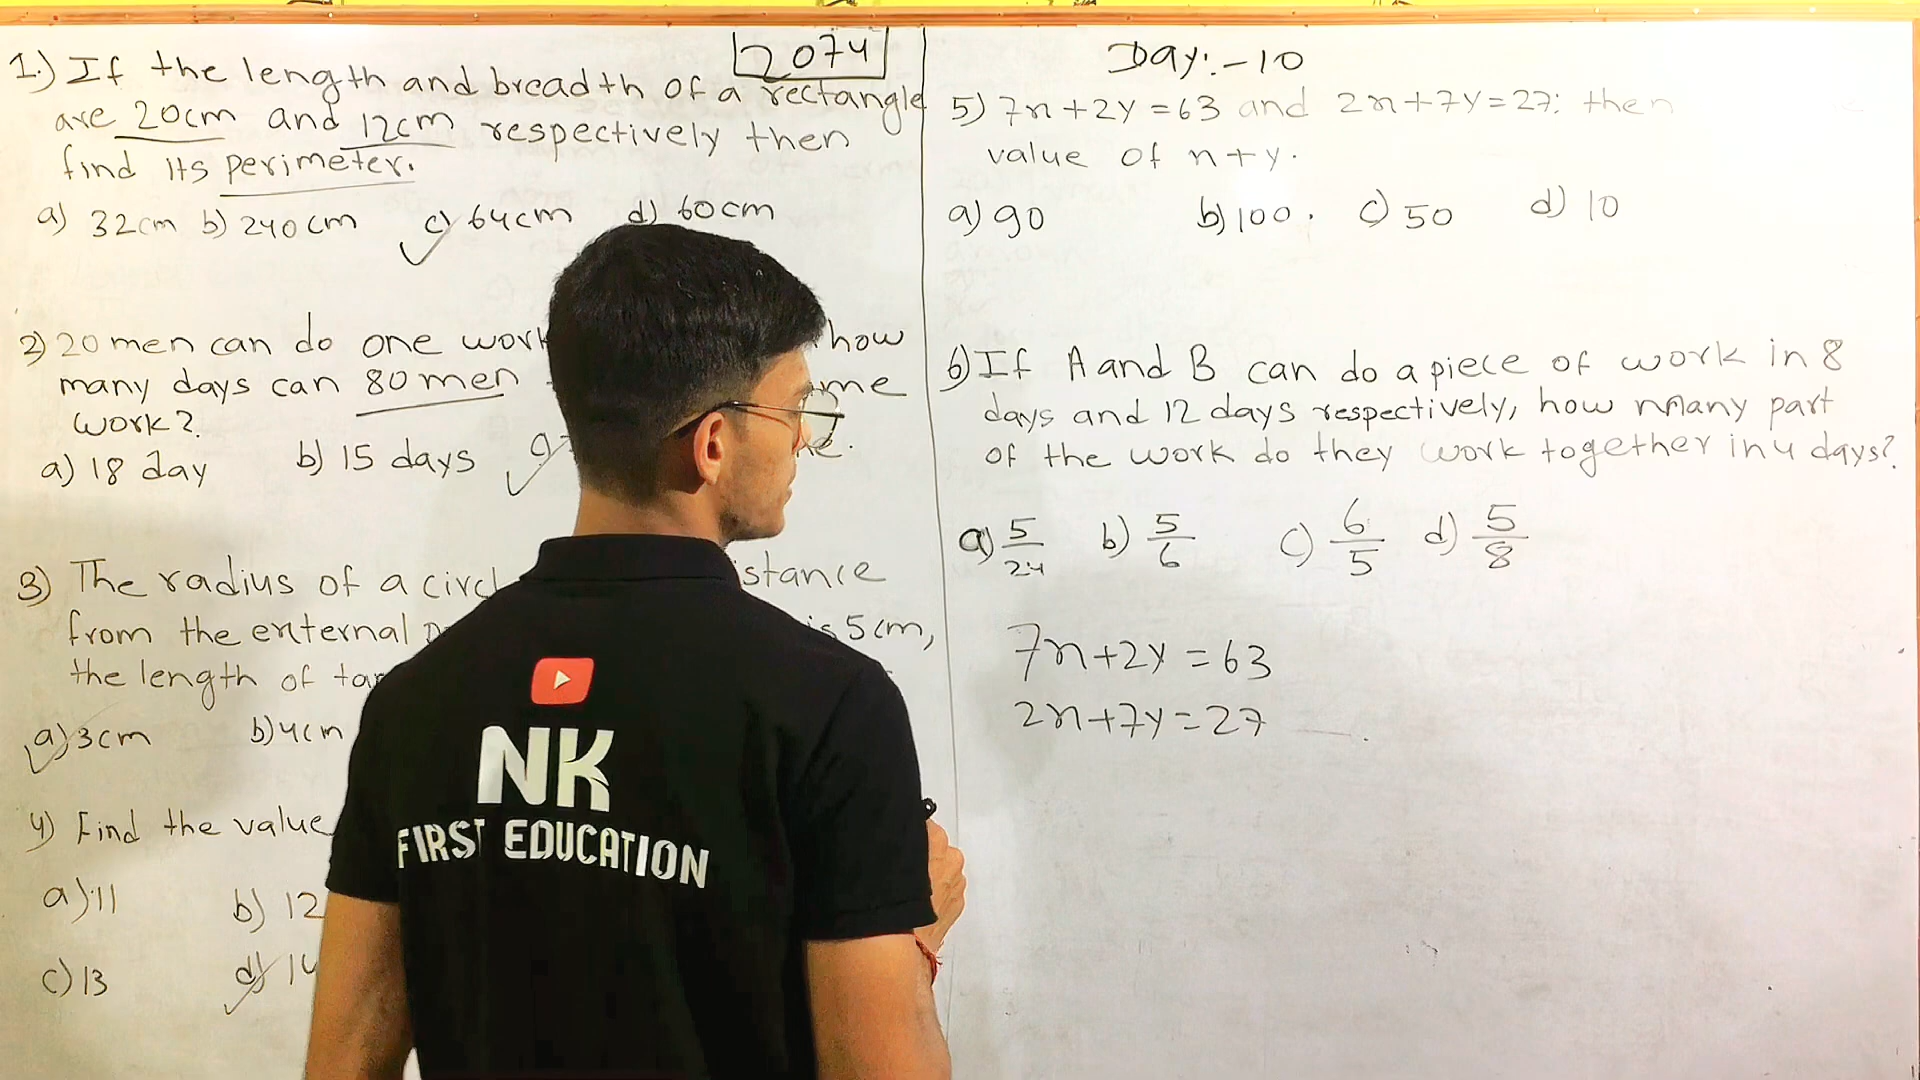 2074
1.) If the length and breadth of a rectangle
are 20cm and 12cm respectively then
find its perimeter.
a) 32cm b) 240cm c) 64cm d) 60cm
2) 20 men can do one work how
many days can 80 men
work?
a) 18 day b) 15 days
3) The radius of a circle
from the external is 5cm,
the length of
a) 3cm b) 4cm
4) Find the value
a) 11 b) 12
c) 13 d) 14
Day:-10
5) 7x+2y=63 and 2x+7y=27; then
value of x+y.
a) 90 b) 100. c) 50 d) 10
6) If A and B can do a piece of work in 8
days and 12 days respectively, how many part
of the work do they work together in 4 days?
a) 5/24 b) 5/6 c) 6/5 d) 5/8
7x+2y=63
2x+7y=27
NK
FIRST EDUCATION